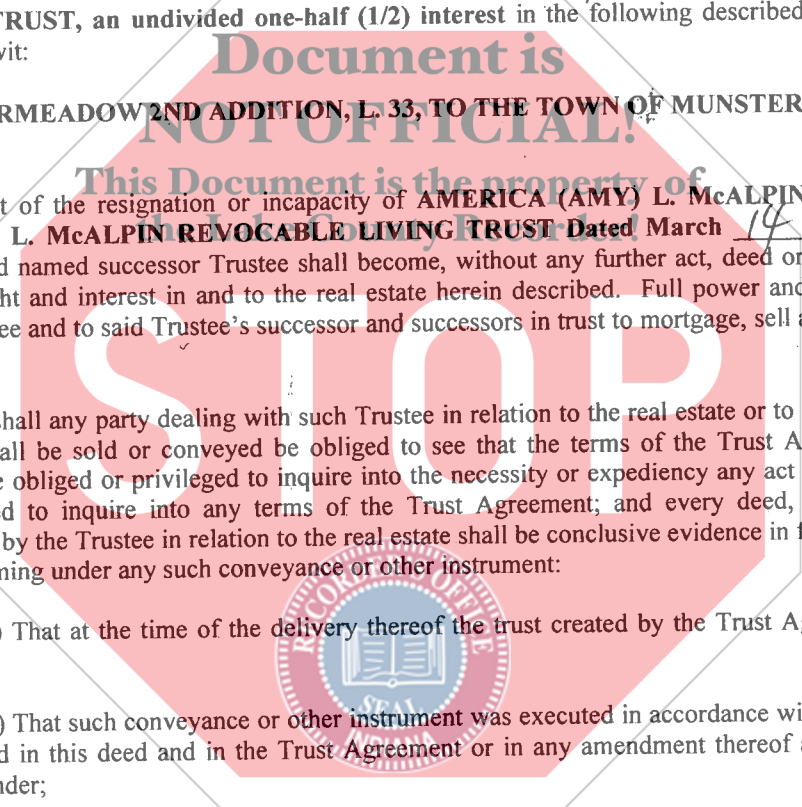 TRUST, an undivided one-half (1/2) interest in the following described
wit:
Document is
RMEADOW 2ND ADDITION, L. 33, TO THE TOWN OF MUNSTER
NOT OFFICIAL!
This Document is the property of
t of the resignation or incapacity of AMERICA (AMY) L. McALPIN
the Lake County Recorder!
L. McALPIN REVOCABLE LIVING TRUST Dated March 14
d named successor Trustee shall become, without any further act, deed or
ht and interest in and to the real estate herein described. Full power and
ee and to said Trustee's successor and successors in trust to mortgage, sell a
STOP
shall any party dealing with such Trustee in relation to the real estate or to
all be sold or conveyed be obliged to see that the terms of the Trust A
e obliged or privileged to inquire into the necessity or expediency any act
d to inquire into any terms of the Trust Agreement; and every deed,
by the Trustee in relation to the real estate shall be conclusive evidence in f
ming under any such conveyance or other instrument:
RECORDER'S OFFICE
) That at the time of the delivery thereof the trust created by the Trust A
SEAL
INDIANA
) That such conveyance or other instrument was executed in accordance wi
d in this deed and in the Trust Agreement or in any amendment thereof a
nder;